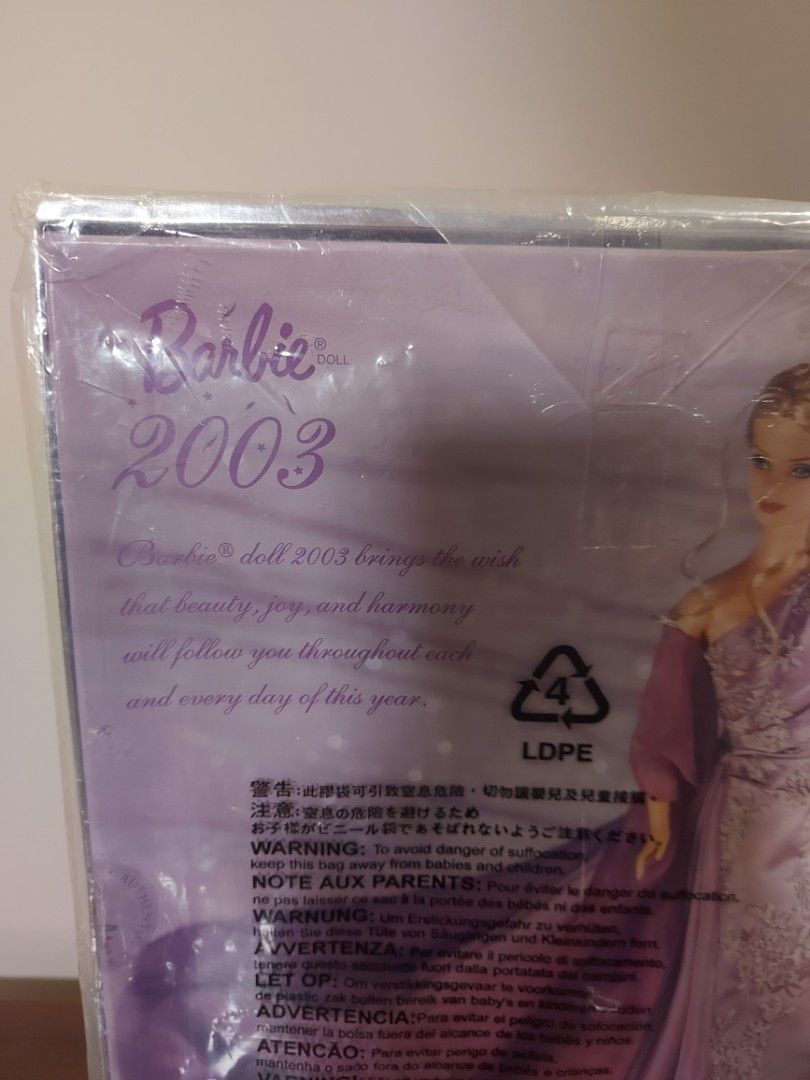 Barbie® DOLL
2003
Barbie® doll 2003 brings the wish
that beauty, joy, and harmony
will follow you throughout each
and every day of this year.
4
LDPE
警告:此膠袋可引致窒息危險，切勿讓嬰兒及兒童接觸。
注意:窒息の危險を避けるため
お子様がビニール袋であそばれないようご注意ください。
WARNING: To avoid danger of suffocation,
keep this bag away from babies and children.
NOTE AUX PARENTS: Pour éviter le danger de suffocation,
ne pas laisser ce sac à la portée des bébés ni des enfants.
WARNUNG: Um Erstickungsgefahr zu verhüten,
halten Sie diese Tüte von Säuglingen und Kleinkindern fern.
AVVERTENZA: Per evitare il pericolo di soffocamento,
tenere questo sacchetto fuori dalla portatata dei bambini.
LET OP: Om verstikkingsgevaar te voorkomen
de plastic zak buiten bereik van baby's en kinderen houden.
ADVERTENCIA: Para evitar el peligro de sofocación,
mantener la bolsa fuera del alcance de los bebés y niños.
ATENCÃO: Para evitar perigo de asfixia,
mantenha o saco fora do alcance de bebés e crianças.